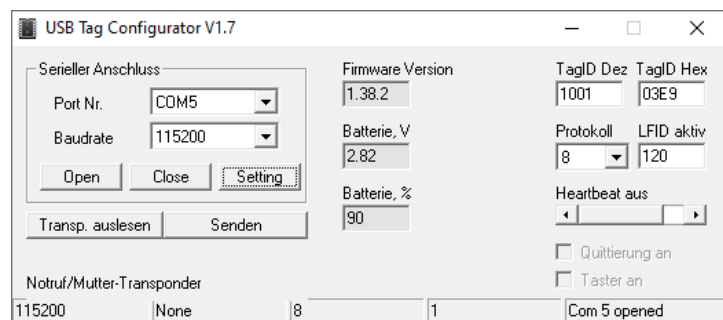 USB Tag Configurator V1.7
Serieller Anschluss
Port Nr.
COM5
Baudrate
115200
Open
Close
Setting
Transp. auslesen
Senden
Notruf/Mutter-Transponder
Firmware Version
1.38.2
Batterie, V
2.82
Batterie, %
90
TagID Dez
TagID Hex
1001
03E9
Protokoll
LFID aktiv
8
120
Heartbeat aus
Quittierung an
Taster an
115200
None
8
1
Com 5 opened